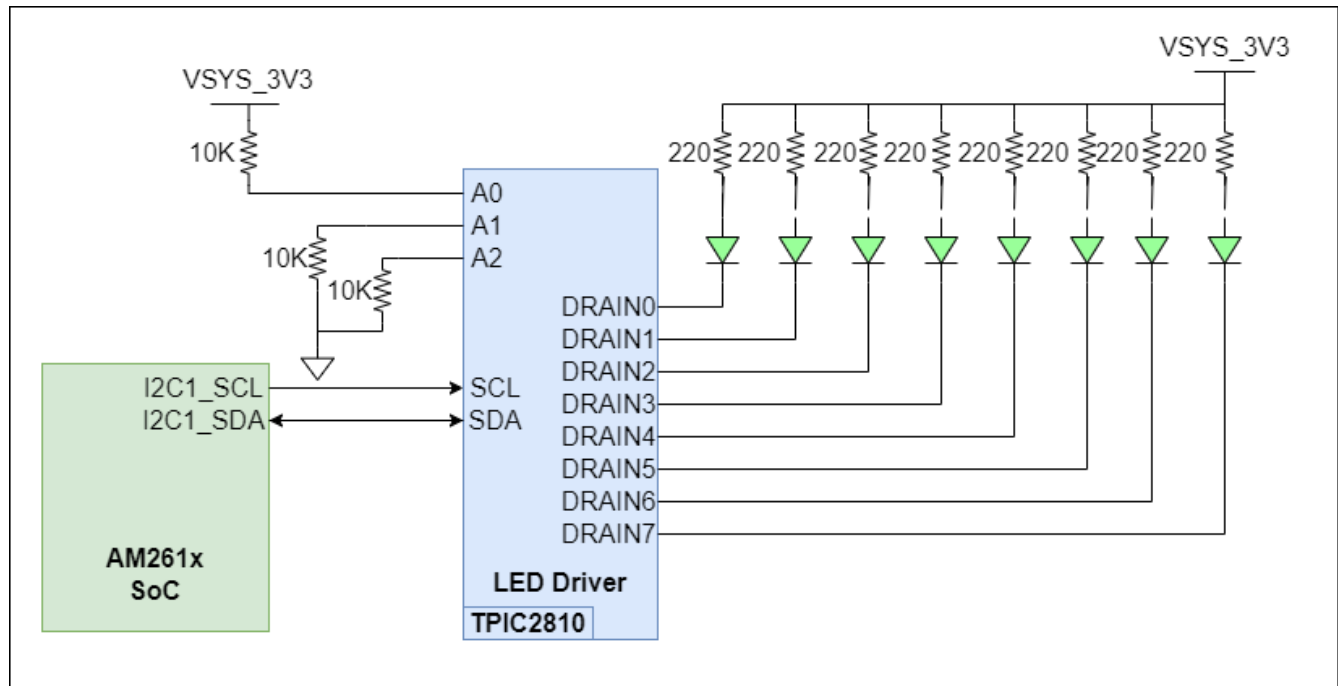 VSYS_3V3
VSYS_3V3
10K
220 220 220 220 220 220 220 220
A0
A1
A2
10K
10K
DRAIN0
DRAIN1
DRAIN2
DRAIN3
DRAIN4
DRAIN5
DRAIN6
DRAIN7
I2C1_SCL
I2C1_SDA
SCL
SDA
AM261x
SoC
LED Driver
TPIC2810